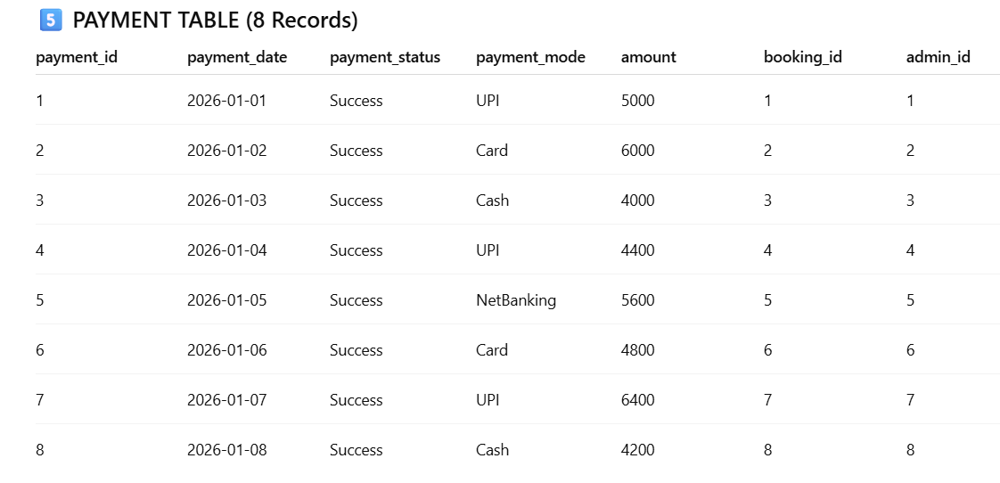 5 PAYMENT TABLE (8 Records)
payment_id payment_date payment_status payment_mode amount booking_id admin_id
1 2026-01-01 Success UPI 5000 1 1
2 2026-01-02 Success Card 6000 2 2
3 2026-01-03 Success Cash 4000 3 3
4 2026-01-04 Success UPI 4400 4 4
5 2026-01-05 Success NetBanking 5600 5 5
6 2026-01-06 Success Card 4800 6 6
7 2026-01-07 Success UPI 6400 7 7
8 2026-01-08 Success Cash 4200 8 8